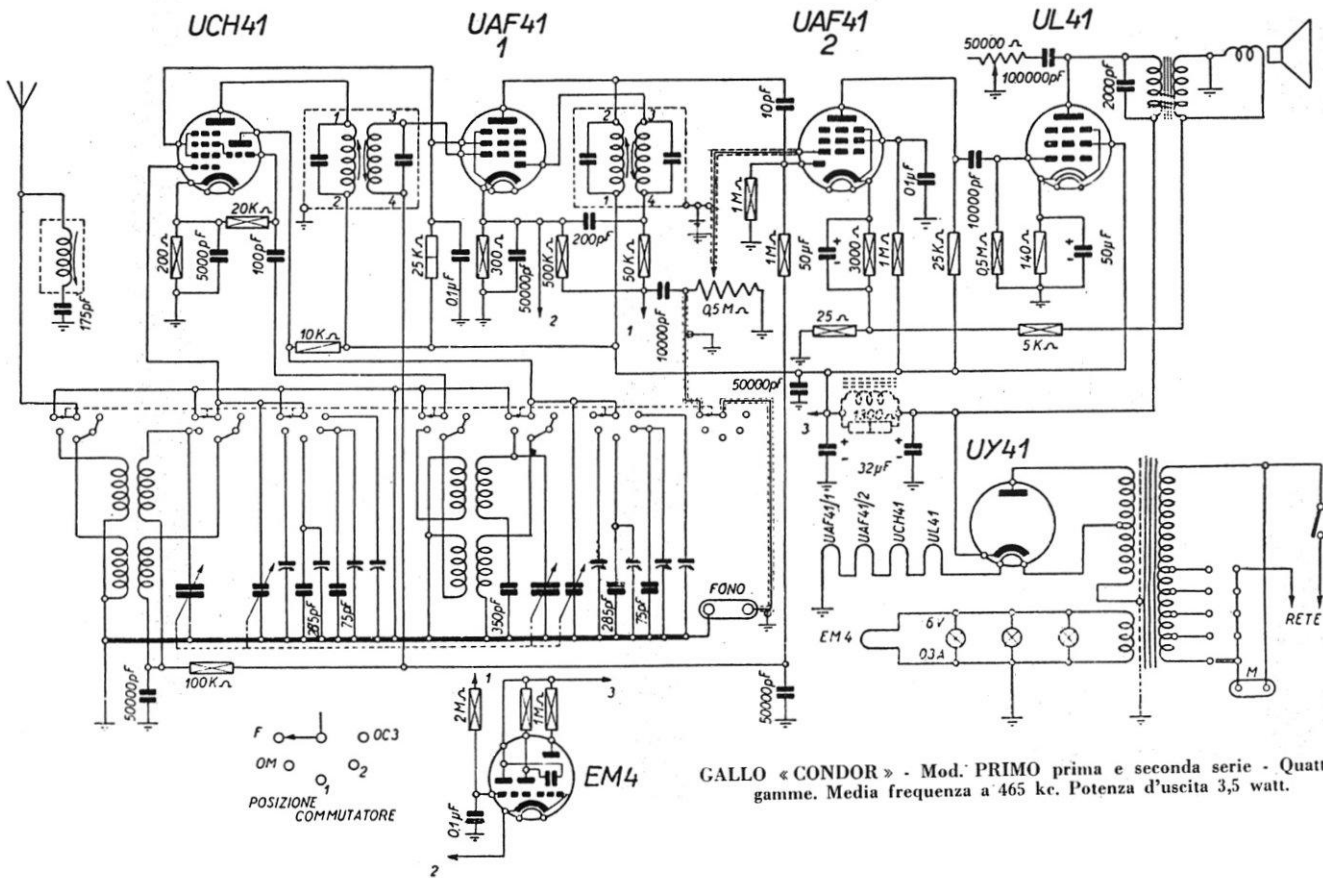 UCH41
UAF41
1
UAF41
2
UL41
50000 Ω
100000pF
2000pF
10pF
175pF
200Ω
5000pF
20KΩ
100pF
1
2
3
4
25KΩ
0.1µF
300Ω
50000pF
500KΩ
200pF
50KΩ
2
3
1
4
2
1
10000pF
0,5MΩ
1MΩ
1MΩ
50µF
3000Ω
1MΩ
0.1µF
25KΩ
10000pF
0,5MΩ
140Ω
50µF
10KΩ
25Ω
5KΩ
50000pF
3
1300Ω
32µF
UY41
UAF41/1
UAF41/2
UCH41
UL41
285pF
75pF
350pF
285pF
75pF
FONO
EM4
6V
0.3A
RETE
M
50000pF
100KΩ
F
OC3
OM
2
1
POSIZIONE
COMMUTATORE
1
2MΩ
1MΩ
3
0.1µF
EM4
2
50000pF
GALLO « CONDOR » - Mod. PRIMO prima e seconda serie - Quatt
gamme. Media frequenza a 465 kc. Potenza d'uscita 3,5 watt.